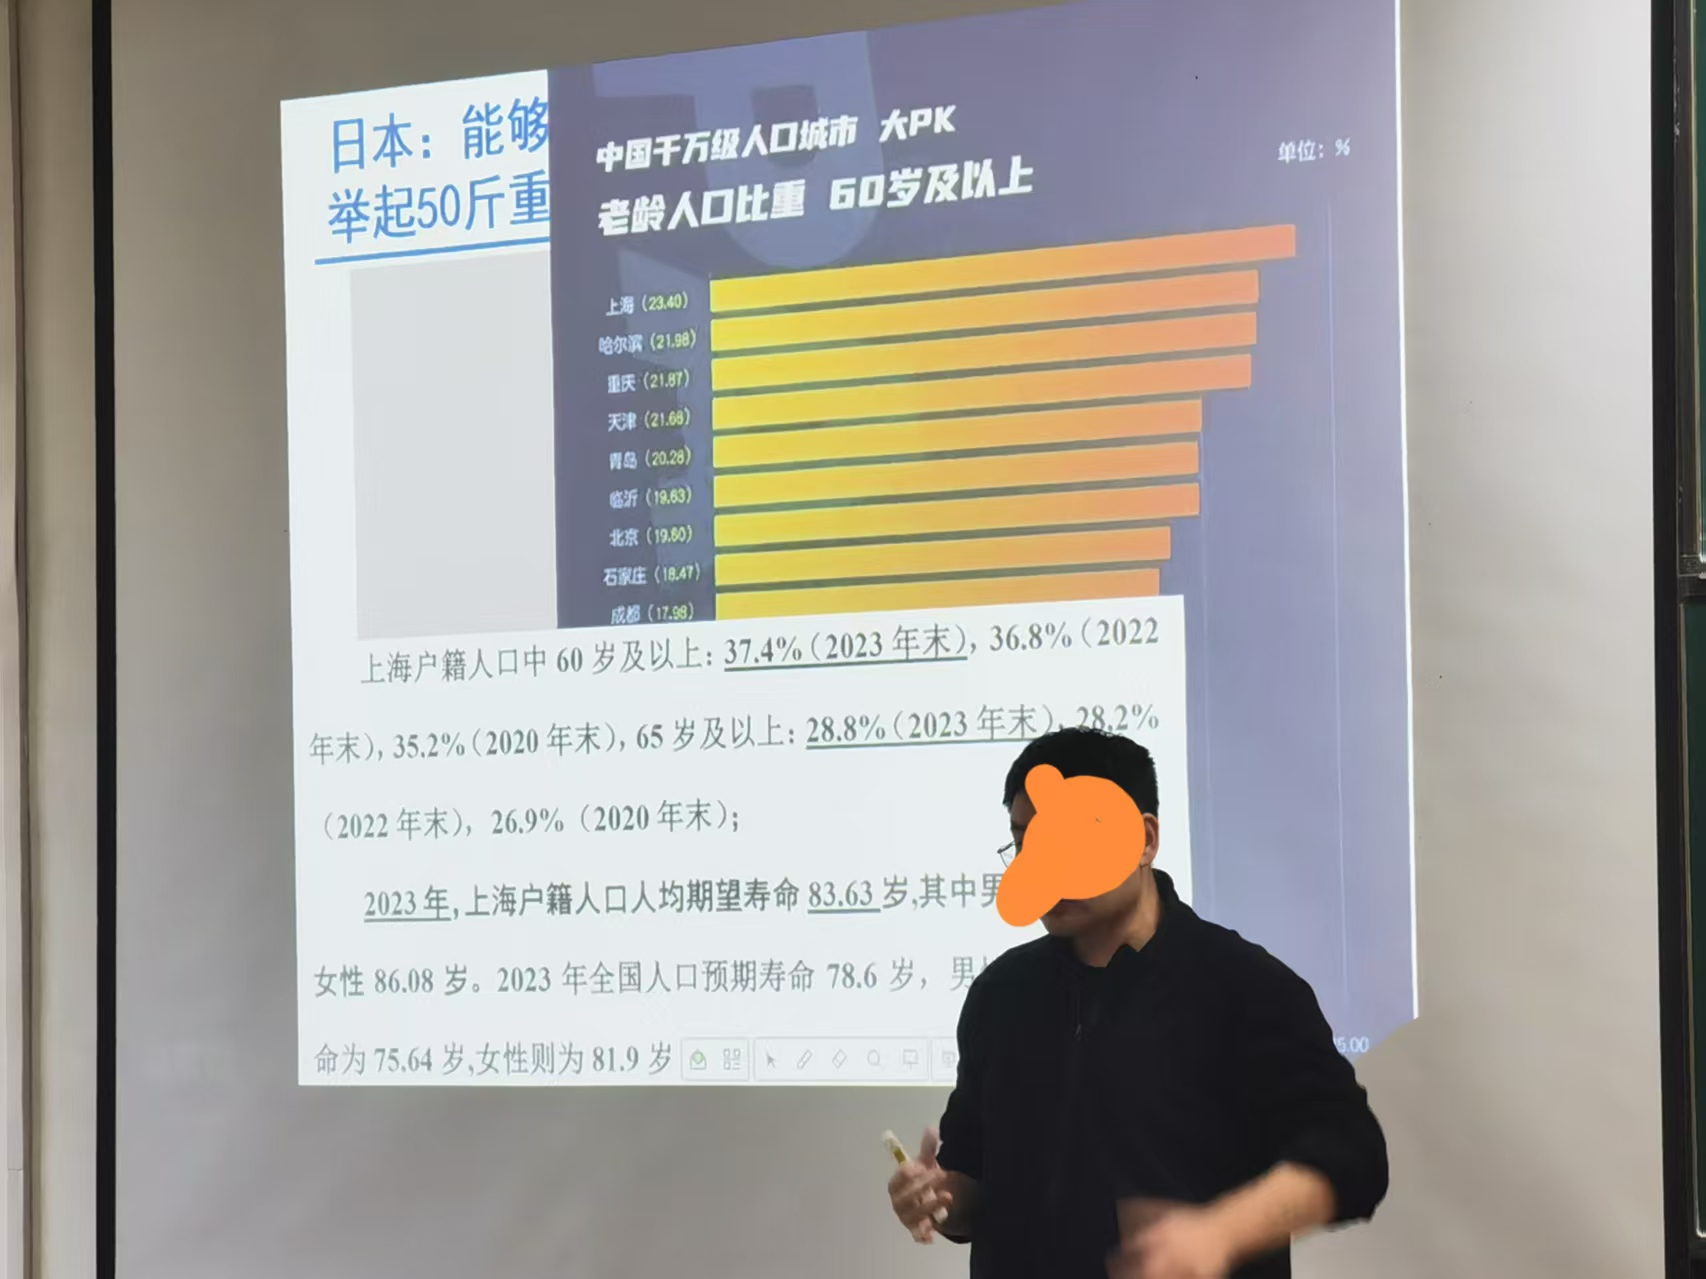 日本：能够
举起50斤重
中国千万级人口城市 大PK
单位：%
老龄人口比重 60岁及以上
上海（23.40）
哈尔滨（21.98）
重庆（21.87）
天津（21.68）
青岛（20.28）
临沂（19.63）
北京（19.60）
石家庄（18.47）
成都（17.98）
上海户籍人口中 60 岁及以上：37.4%（2023 年末），36.8%（2022
年末），35.2%（2020 年末），65 岁及以上：28.8%（2023 年末），28.2%
（2022 年末），26.9%（2020 年末）；
2023 年，上海户籍人口人均期望寿命 83.63 岁,其中男
女性 86.08 岁。2023 年全国人口预期寿命 78.6 岁，男
命为 75.64 岁,女性则为 81.9 岁
5.00